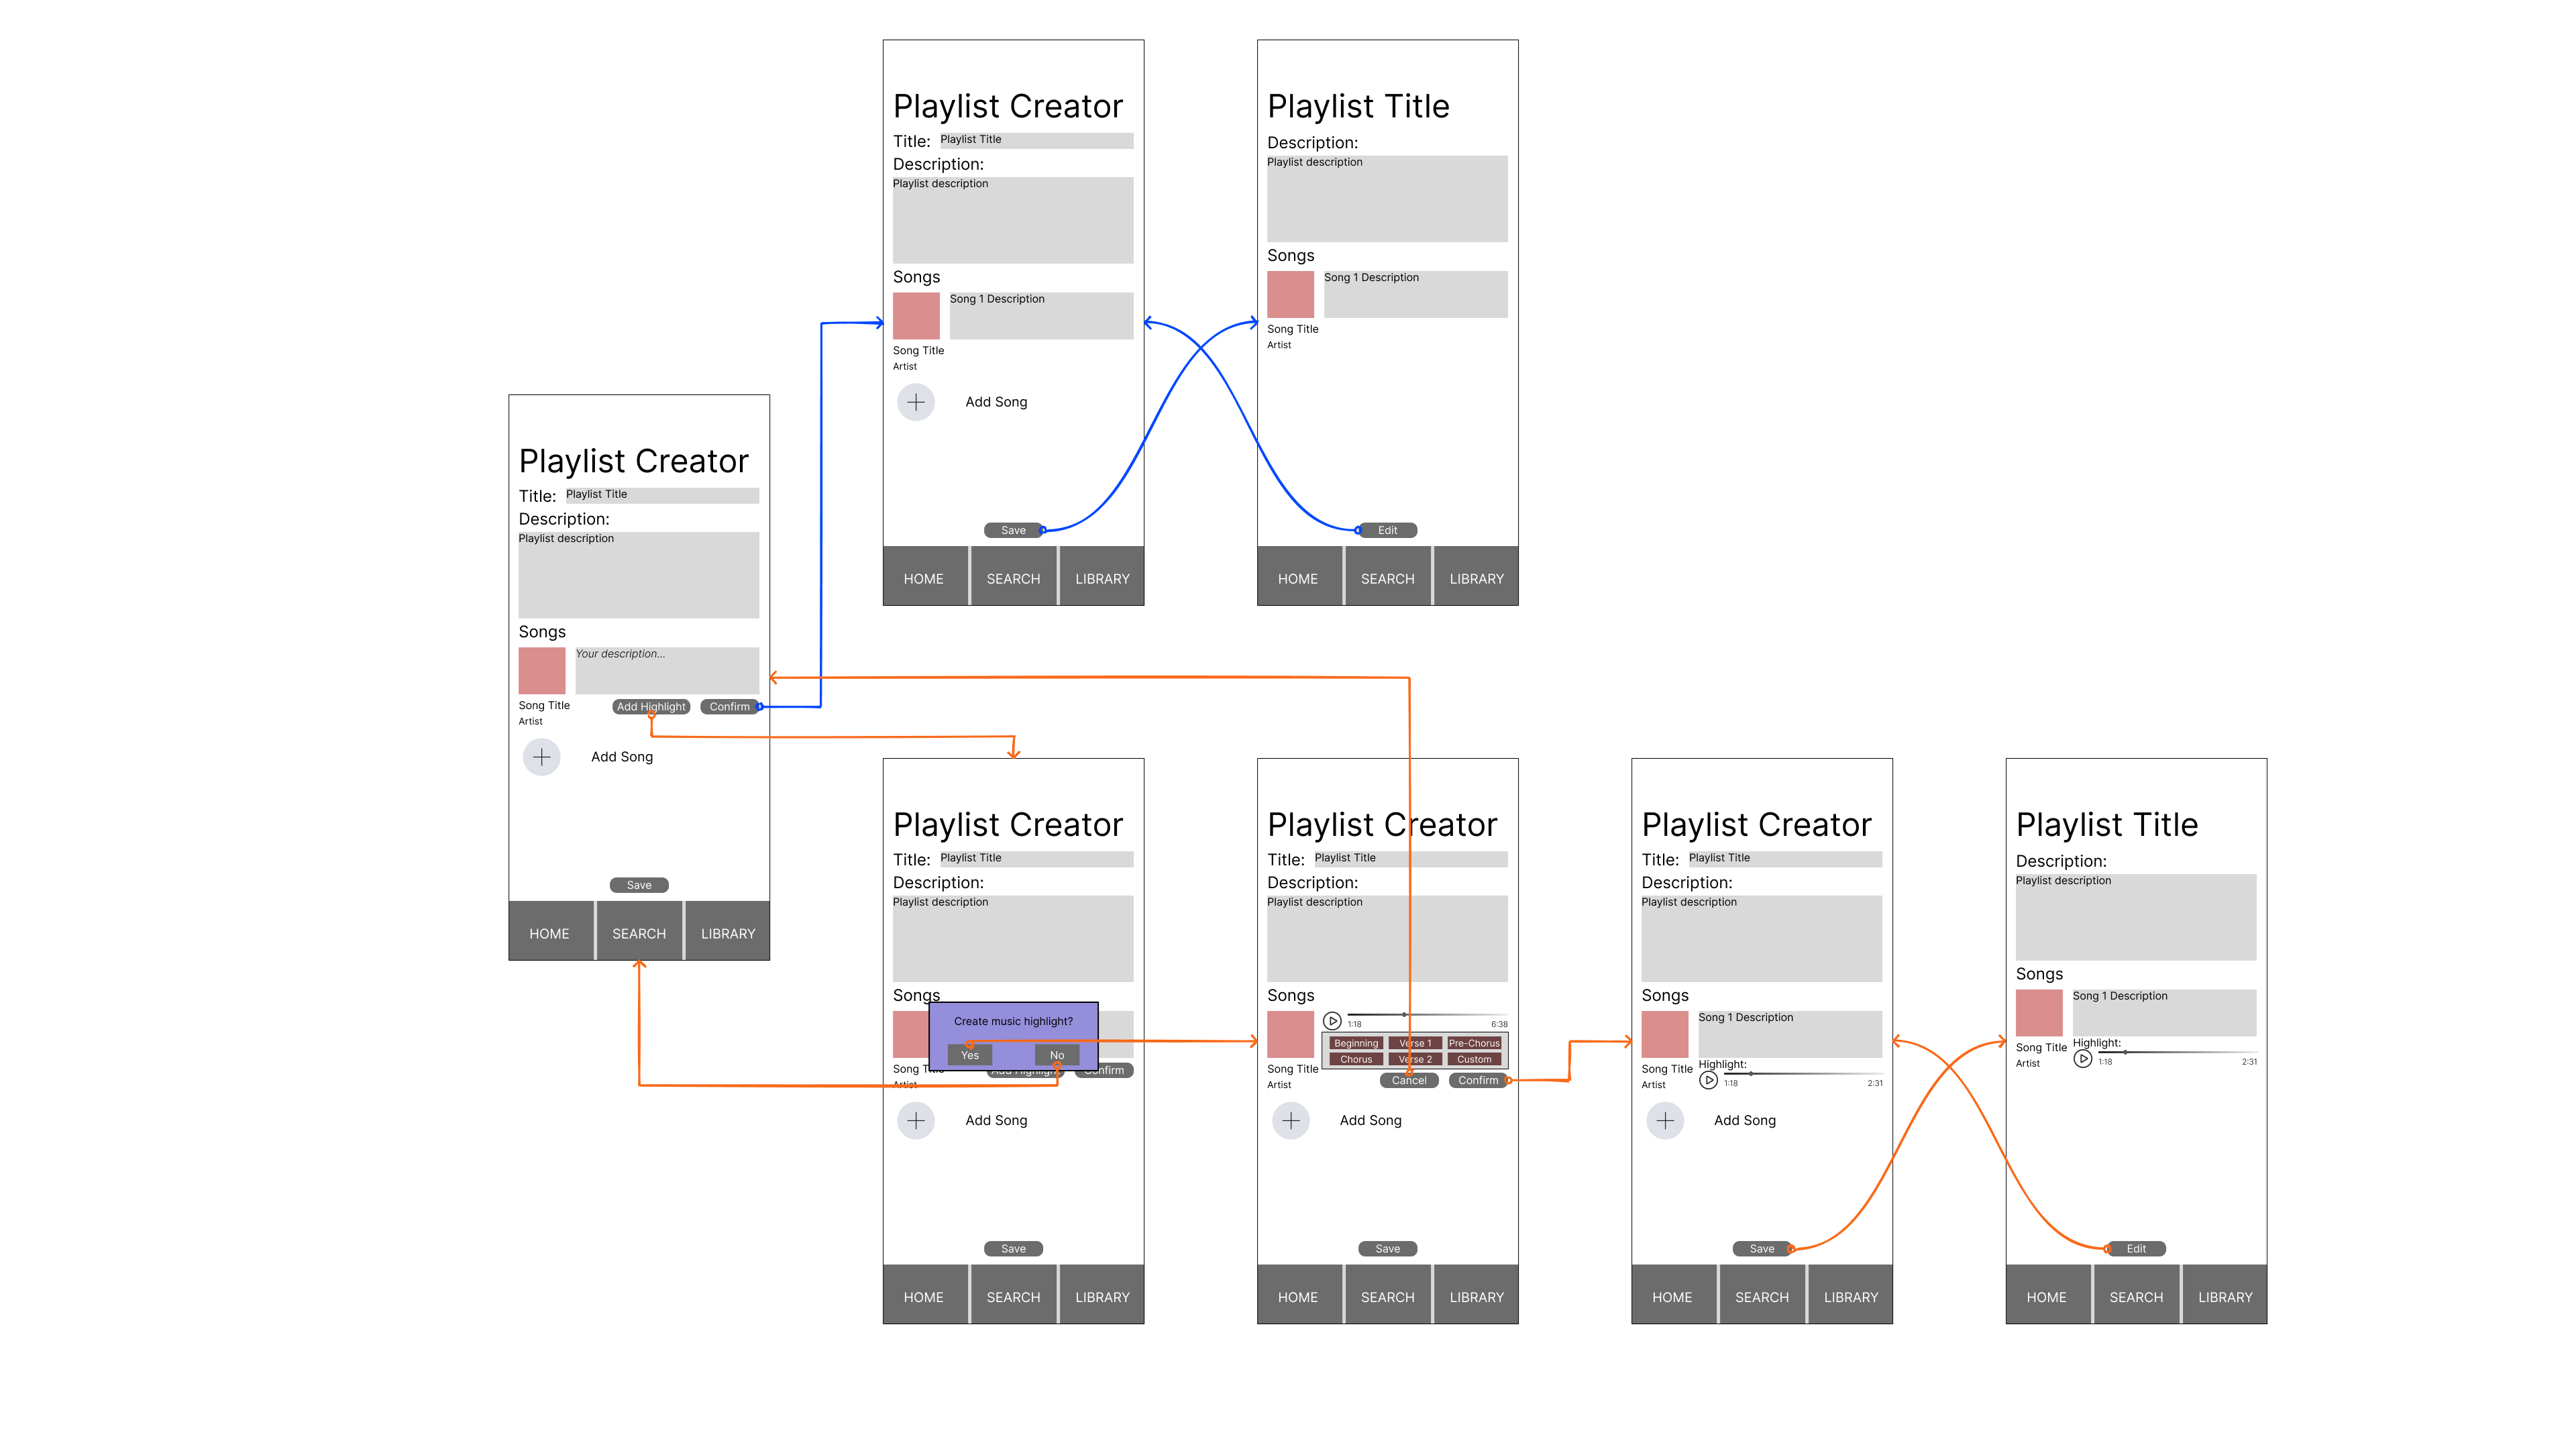 Playlist Creator
Title: Playlist Title
Description:
Playlist description
Songs
Song 1 Description
Song Title
Artist
Add Song
Save
HOME SEARCH LIBRARY
Playlist Title
Description:
Playlist description
Songs
Song 1 Description
Song Title
Artist
Edit
HOME SEARCH LIBRARY
Playlist Creator
Title: Playlist Title
Description:
Playlist description
Songs
Your description...
Add Highlight Confirm
Song Title
Artist
Add Song
Save
HOME SEARCH LIBRARY
Playlist Creator
Title: Playlist Title
Description:
Playlist description
Songs
Create music highlight?
Yes No
Song Title
Add Highlight Confirm
Artist
Add Song
Save
HOME SEARCH LIBRARY
Playlist Creator
Title: Playlist Title
Description:
Playlist description
Songs
1:18 6:38
Beginning Verse 1 Pre-Chorus
Chorus Verse 2 Custom
Song Title
Artist
Cancel Confirm
Add Song
Save
HOME SEARCH LIBRARY
Playlist Creator
Title: Playlist Title
Description:
Playlist description
Songs
Song 1 Description
Song Title
Artist
Highlight:
1:18 2:31
Add Song
Save
HOME SEARCH LIBRARY
Playlist Title
Description:
Playlist description
Songs
Song 1 Description
Song Title
Artist
Highlight:
1:18 2:31
Edit
HOME SEARCH LIBRARY